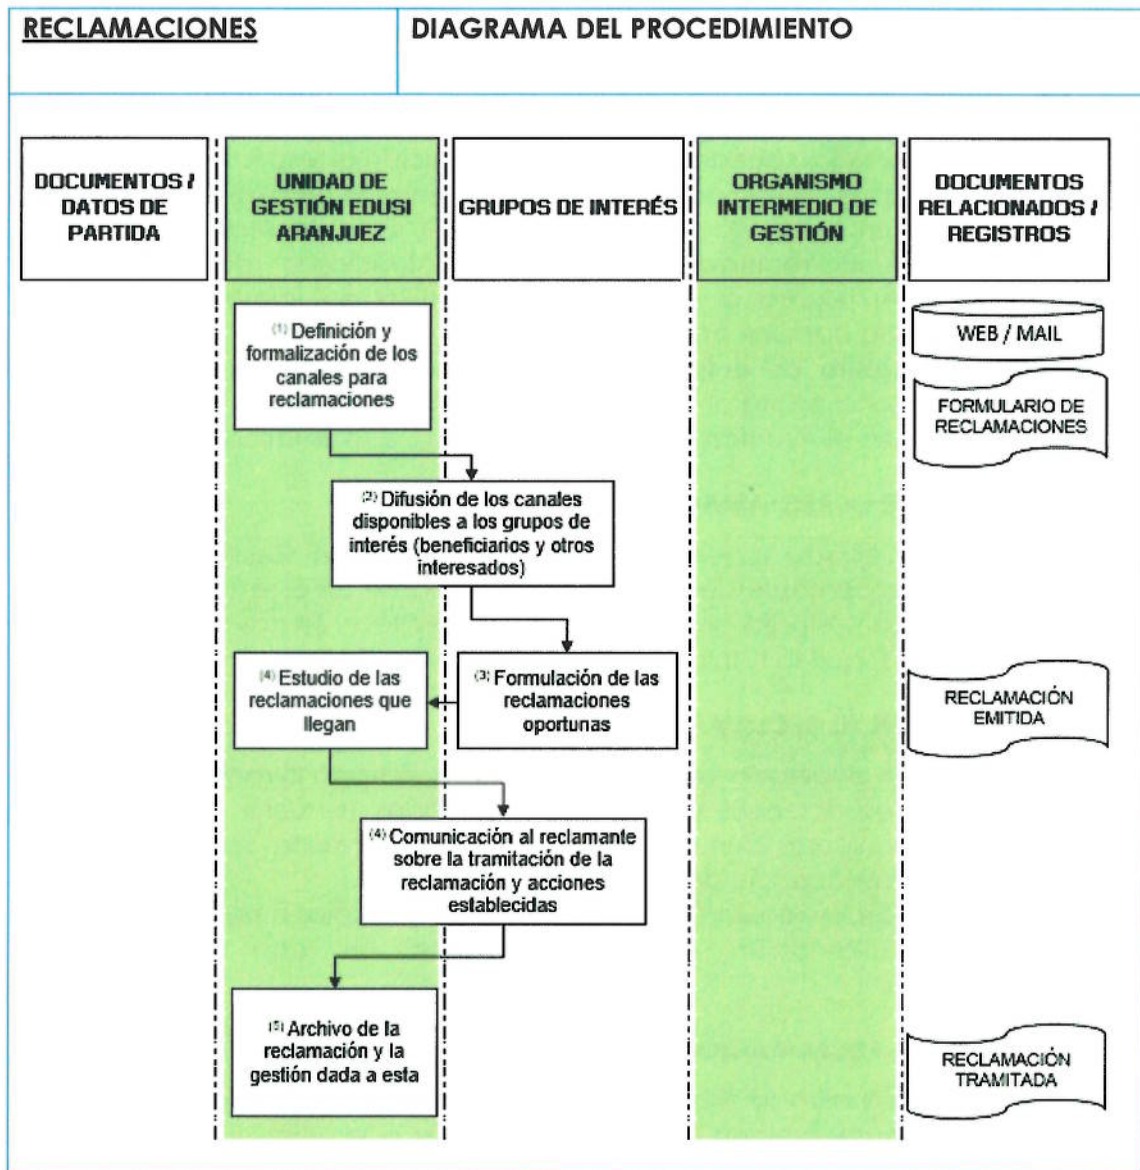 RECLAMACIONES
DIAGRAMA DEL PROCEDIMIENTO
DOCUMENTOS /
DATOS DE
PARTIDA
UNIDAD DE
GESTIÓN EDUSI
ARANJUEZ
GRUPOS DE INTERÉS
ORGANISMO
INTERMEDIO DE
GESTIÓN
DOCUMENTOS
RELACIONADOS /
REGISTROS
(1) Definición y
formalización de los
canales para
reclamaciones
WEB / MAIL
FORMULARIO DE
RECLAMACIONES
(2) Difusión de los canales
disponibles a los grupos de
interés (beneficiarios y otros
interesados)
(4) Estudio de las
reclamaciones que
llegan
(3) Formulación de las
reclamaciones
oportunas
RECLAMACIÓN
EMITIDA
(4) Comunicación al reclamante
sobre la tramitación de la
reclamación y acciones
establecidas
(5) Archivo de la
reclamación y la
gestión dada a esta
RECLAMACIÓN
TRAMITADA